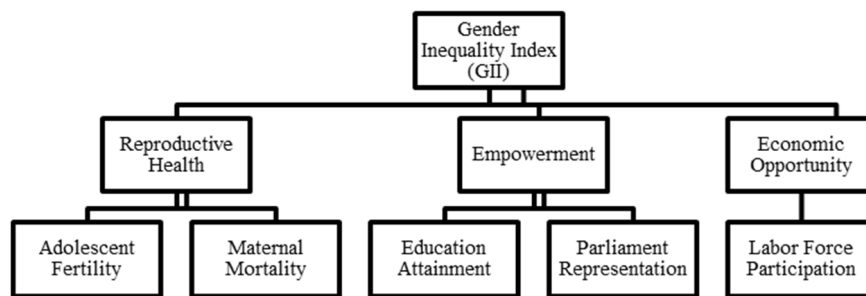 Gender
Inequality Index
(GII)
Reproductive
Health
Empowerment
Economic
Opportunity
Adolescent
Fertility
Maternal
Mortality
Education
Attainment
Parliament
Representation
Labor Force
Participation